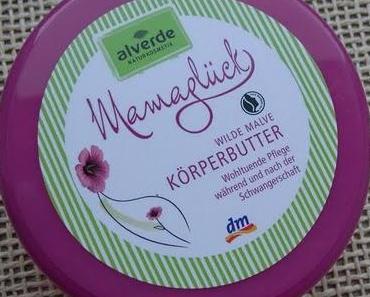 alverde
NATURKOSMETIK
Mamaglück
WILDE MALVE
KÖRPERBUTTER
Wohltuende Pflege
während und nach der
Schwangerschaft
dm